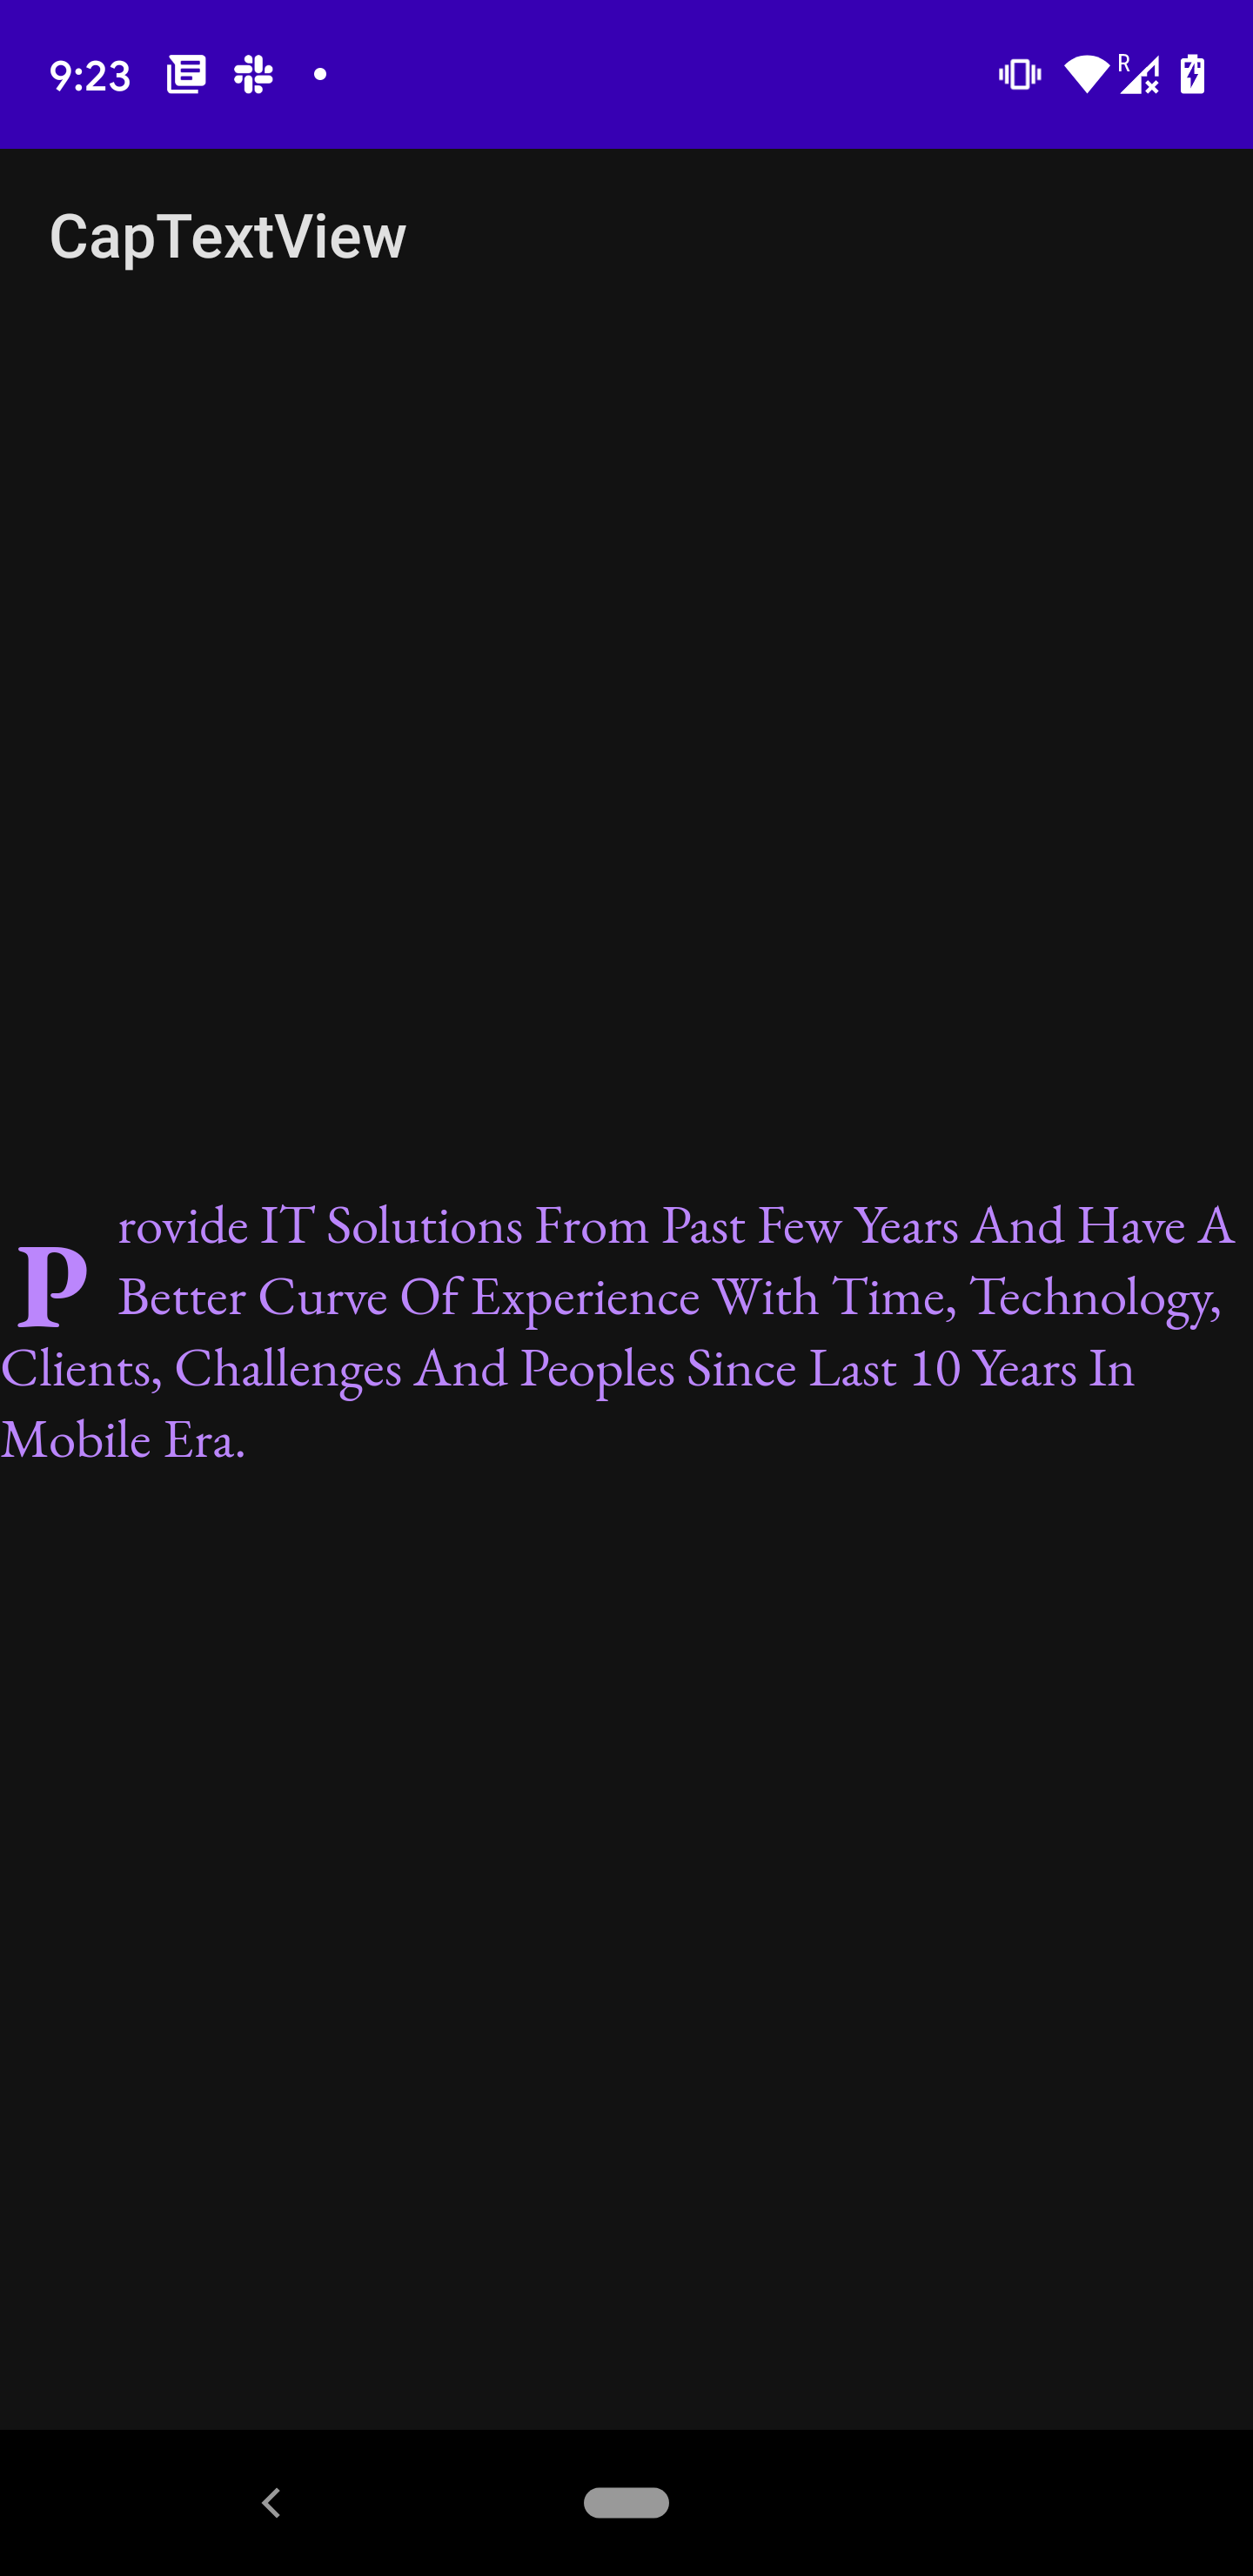 9:23
R
CapTextView
Provide IT Solutions From Past Few Years And Have A
Better Curve Of Experience With Time, Technology,
Clients, Challenges And Peoples Since Last 10 Years In
Mobile Era.